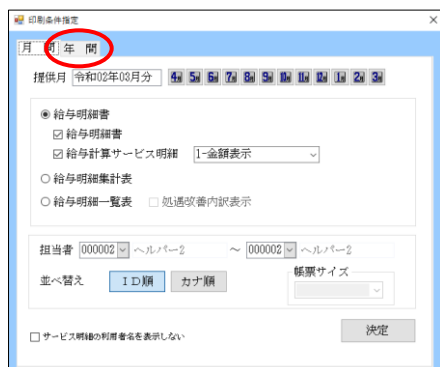 印刷条件指定
月 間 年 間
提供月 令和02年03月分 4月 5月 6月 7月 8月 9月 10月 11月 12月 1月 2月 3月
給与明細書
給与明細書
給与計算サービス明細 1-金額表示
給与明細集計表
給与明細一覧表 処遇改善内訳表示
担当者 000002 ヘルパー2 ～ 000002 ヘルパー2
並べ替え ＩＤ順 カナ順 帳票サイズ
サービス明細の利用者名を表示しない 決定